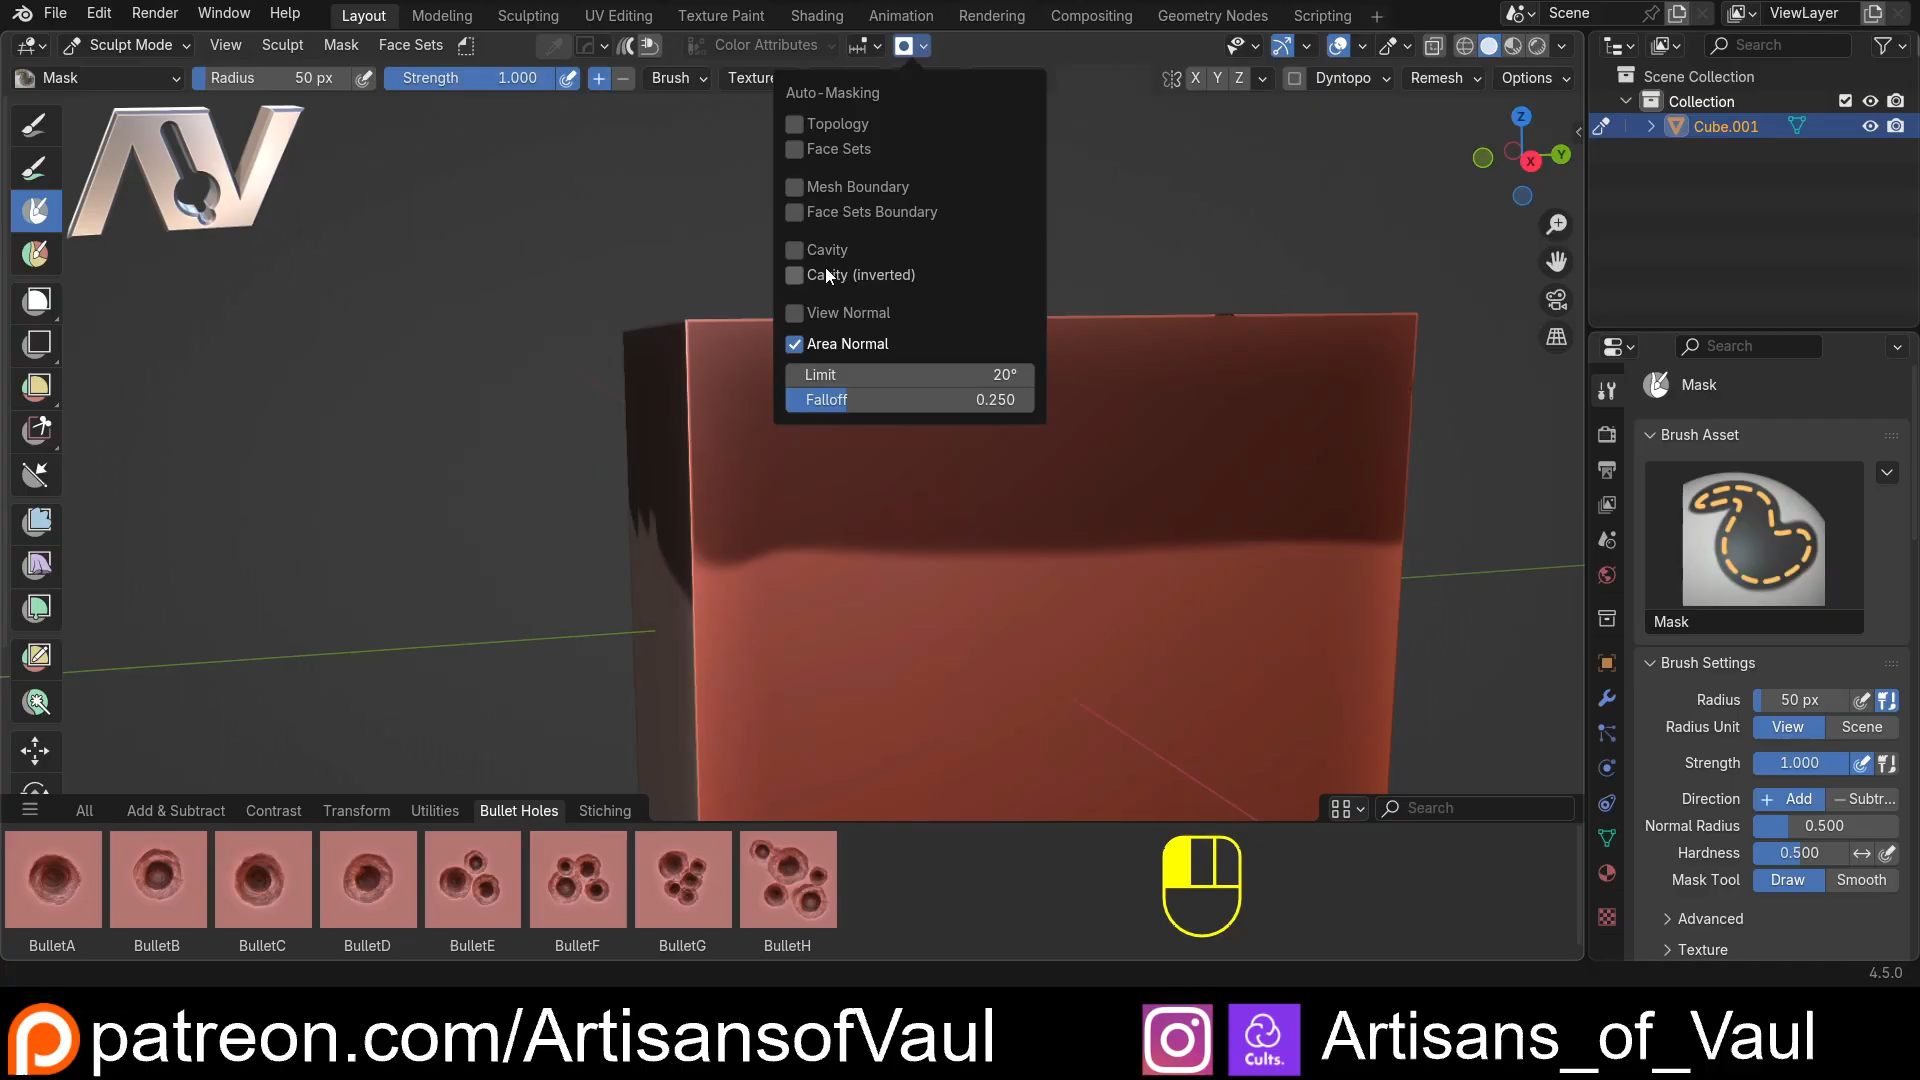 File Edit Render Window Help Layout Modeling Sculpting UV Editing Texture Paint Shading Animation Rendering Compositing Geometry Nodes Scripting + Scene ViewLayer
Sculpt Mode View Sculpt Mask Face Sets Color Attributes Search
Mask Radius 50 px Strength 1.000 Brush Texture X Y Z Dyntopo Remesh Options
Scene Collection
Collection
Cube.001
Auto-Masking
Topology
Face Sets
Mesh Boundary
Face Sets Boundary
Cavity
Cavity (inverted)
View Normal
Area Normal
Limit 20°
Falloff 0.250
Z
Y
X
Search
Mask
Brush Asset
Mask
Brush Settings
Radius 50 px
Radius Unit View Scene
Strength 1.000
Direction + Add − Subtr...
Normal Radius 0.500
Hardness 0.500
Mask Tool Draw Smooth
Advanced
Texture
All Add & Subtract Contrast Transform Utilities Bullet Holes Stiching Search
BulletA BulletB BulletC BulletD BulletE BulletF BulletG BulletH
4.5.0
patreon.com/ArtisansofVaul Cults. Artisans_of_Vaul